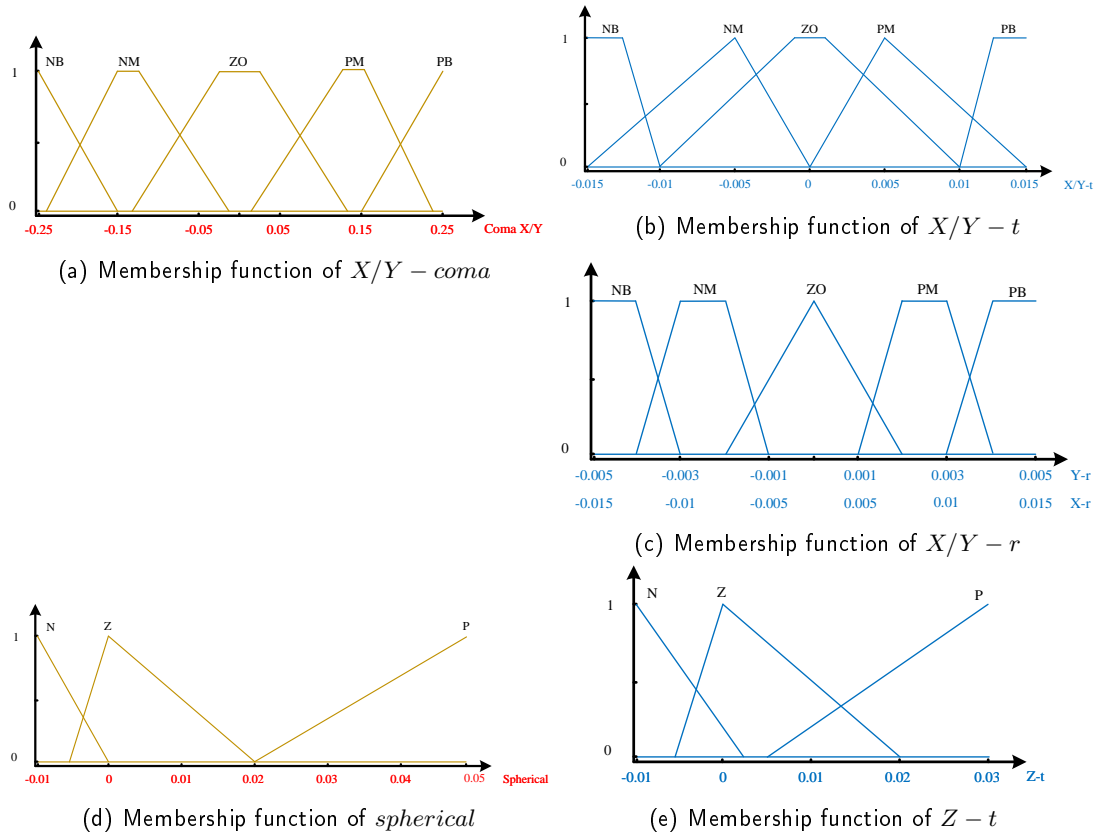 NB NM ZO PM PB
1
0
-0.25 -0.15 -0.05 0.05 0.15 0.25 Coma X/Y
(a) Membership function of X/Y − coma
NB NM ZO PM PB
1
0
-0.015 -0.01 -0.005 0 0.005 0.01 0.015 X/Y-t
(b) Membership function of X/Y − t
NB NM ZO PM PB
1
0
-0.005 -0.003 -0.001 0.001 0.003 0.005 Y-r
-0.015 -0.01 -0.005 0.005 0.01 0.015 X-r
(c) Membership function of X/Y − r
N Z P
1
0
-0.01 0 0.01 0.02 0.03 0.04 0.05 Spherical
(d) Membership function of spherical
N Z P
1
0
-0.01 0 0.01 0.02 0.03 Z-t
(e) Membership function of Z − t